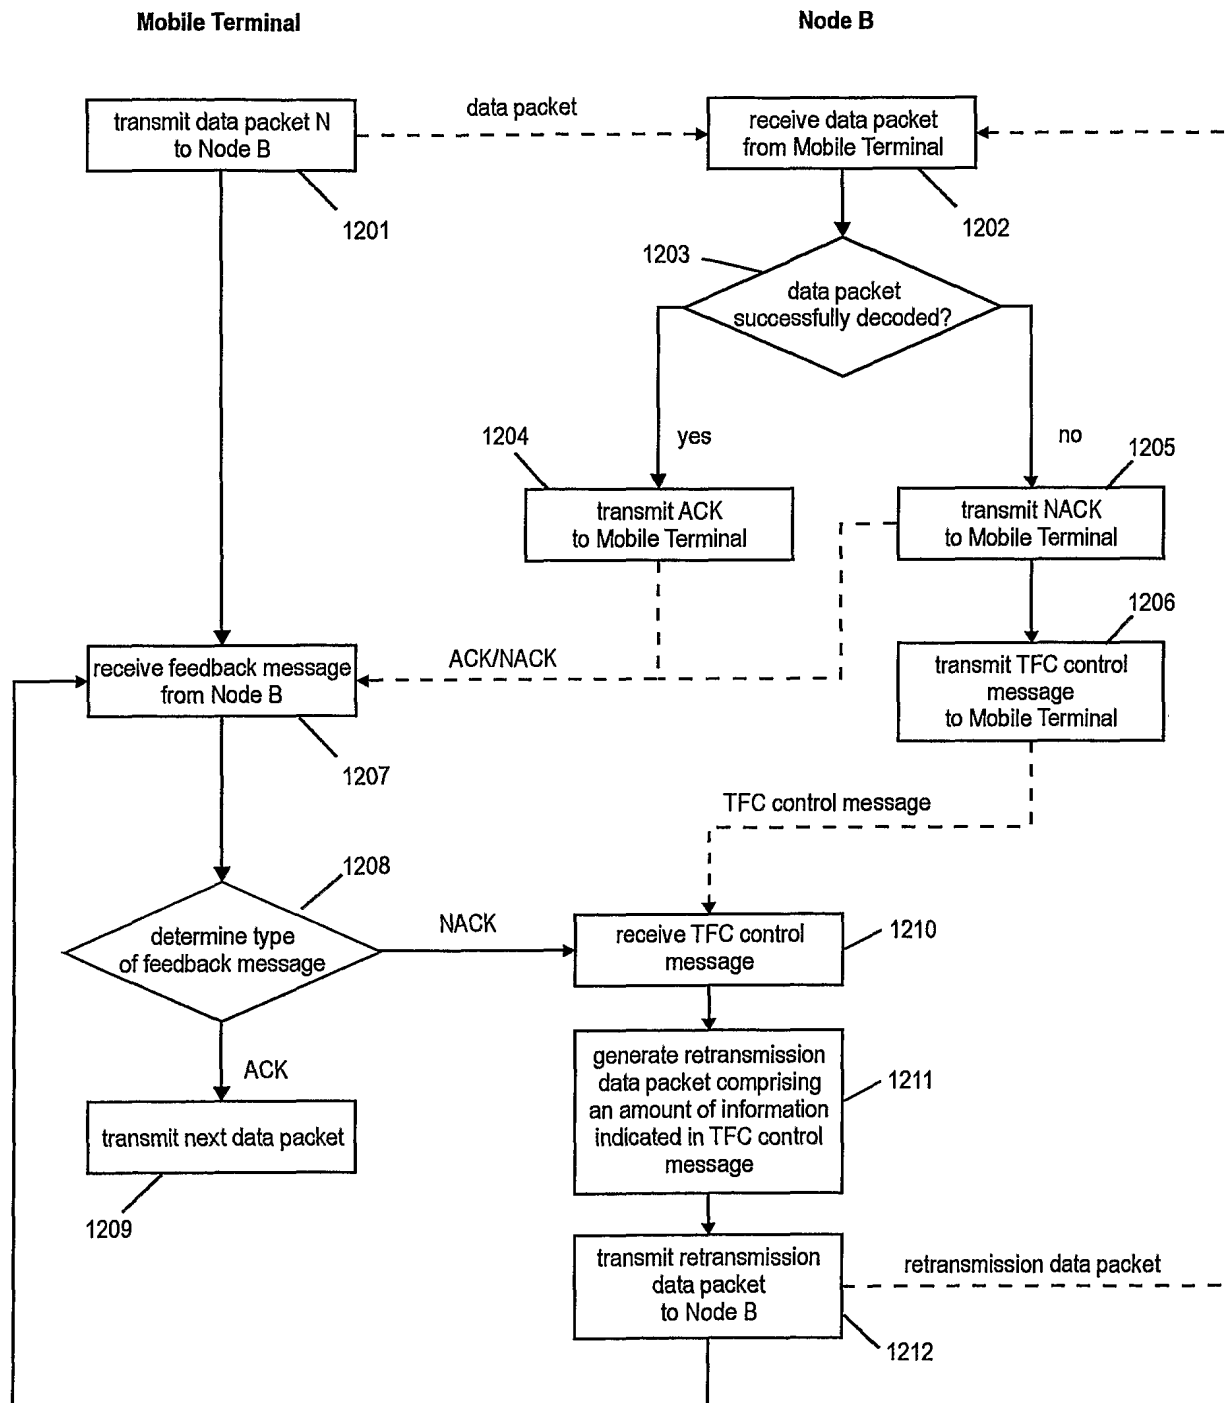 Mobile Terminal
Node B
transmit data packet N
to Node B
data packet
receive data packet
from Mobile Terminal
1201
1202
1203
data packet
successfully decoded?
1204
yes
no
1205
transmit ACK
to Mobile Terminal
transmit NACK
to Mobile Terminal
1206
receive feedback message
from Node B
ACK/NACK
transmit TFC control
message
to Mobile Terminal
1207
TFC control message
1208
determine type
of feedback message
NACK
receive TFC control
message
1210
ACK
generate retransmission
data packet comprising
an amount of information
indicated in TFC control
message
1211
transmit next data packet
1209
transmit retransmission
data packet
to Node B
retransmission data packet
1212